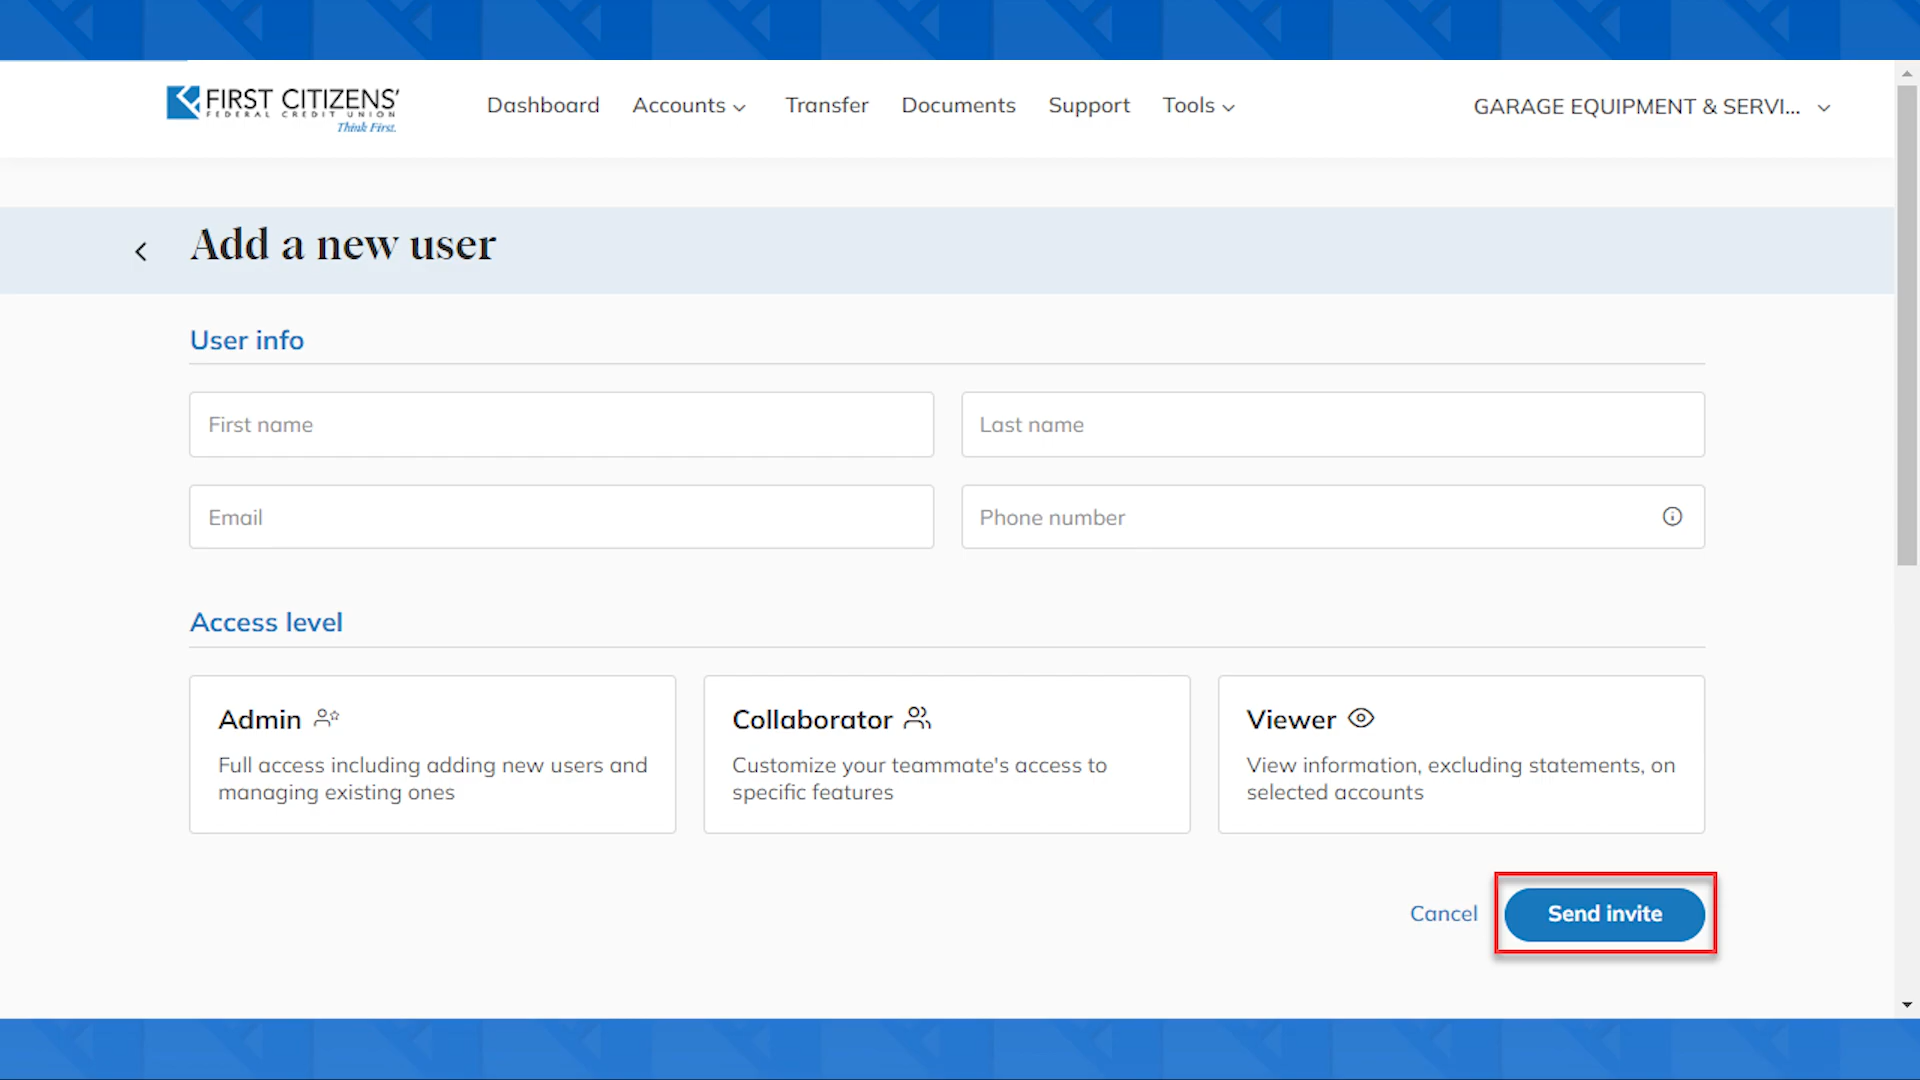 FIRST CITIZENS'
FEDERAL CREDIT UNION
Think First.
Dashboard
Accounts
Transfer
Documents
Support
Tools
GARAGE EQUIPMENT & SERVI...
Add a new user
User info
First name
Last name
Email
Phone number
Access level
Admin
Full access including adding new users and
managing existing ones
Collaborator
Customize your teammate's access to
specific features
Viewer
View information, excluding statements, on
selected accounts
Cancel
Send invite